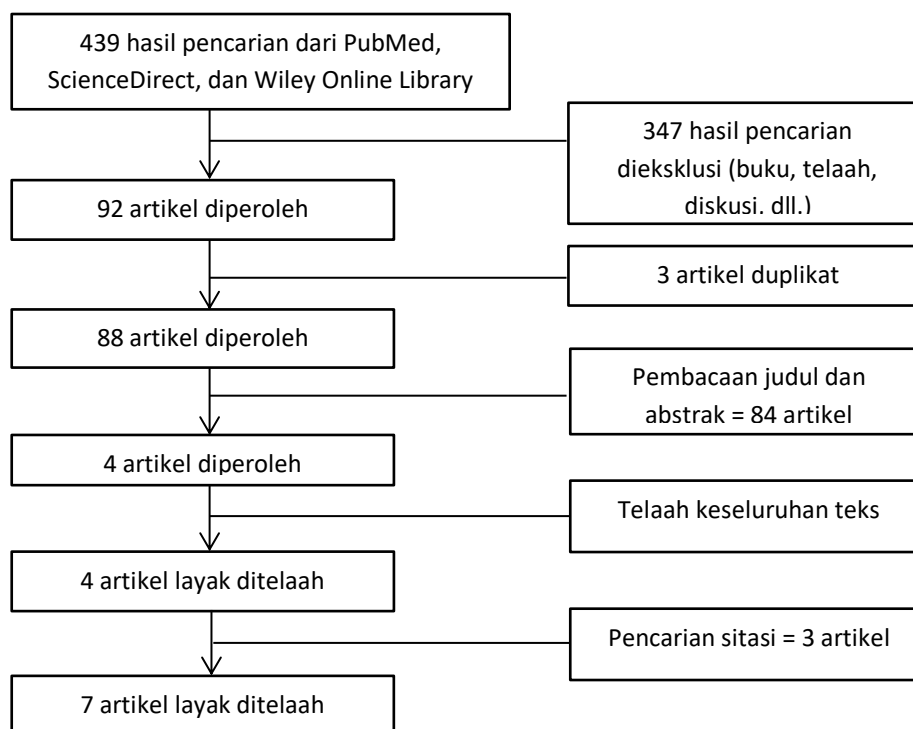 439 hasil pencarian dari PubMed,
ScienceDirect, dan Wiley Online Library
347 hasil pencarian
dieksklusi (buku, telaah,
diskusi, dll.)
92 artikel diperoleh
3 artikel duplikat
88 artikel diperoleh
Pembacaan judul dan
abstrak = 84 artikel
4 artikel diperoleh
Telaah keseluruhan teks
4 artikel layak ditelaah
Pencarian sitasi = 3 artikel
7 artikel layak ditelaah